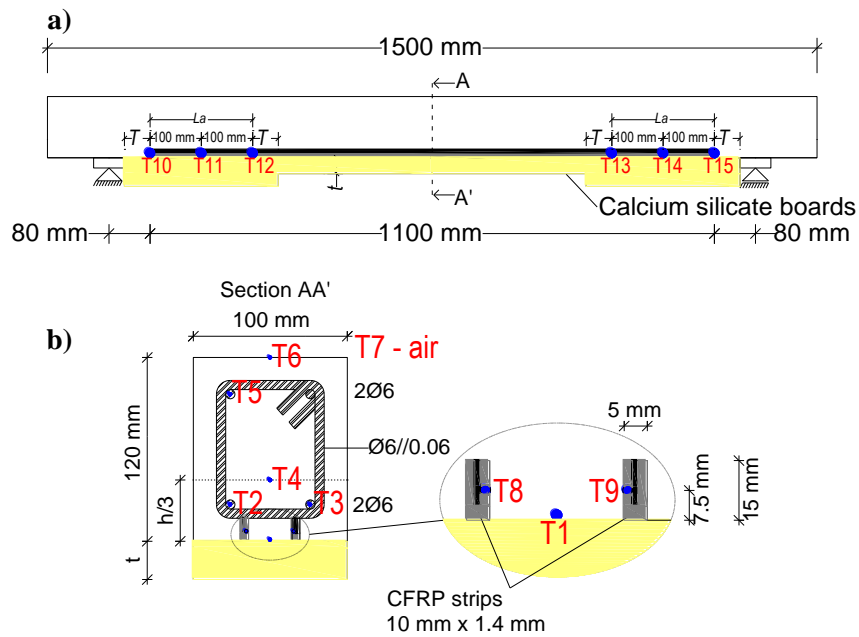 a)
1500 mm
A
La
La
T 100 mm 100 mm T
T 100 mm 100 mm T
T10 T11 T12
T13 T14 T15
t
A'
Calcium silicate boards
80 mm
1100 mm
80 mm
Section AA'
b)
100 mm
T7 - air
T6
T5
2Ø6
5 mm
120 mm
Ø6//0.06
h/3
T4
T8
T9
7.5 mm
15 mm
T2
T3
2Ø6
T1
t
CFRP strips
10 mm x 1.4 mm